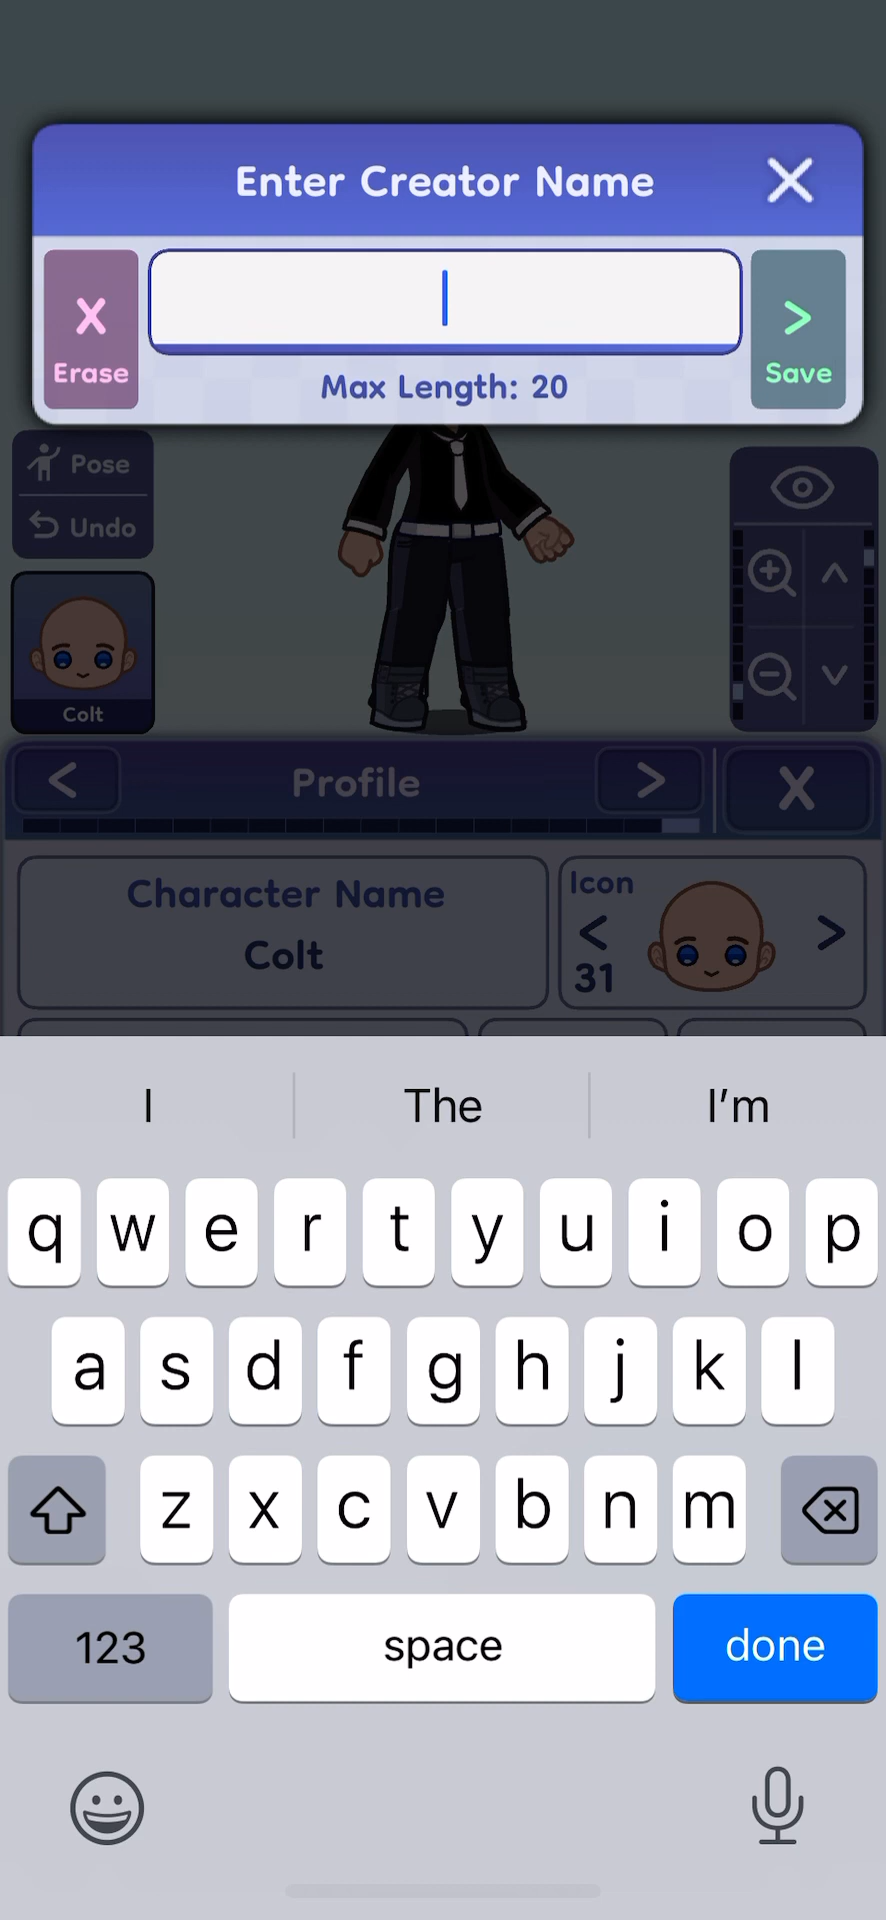 Enter Creator Name
X
Erase
Max Length: 20
>
Save
Pose
Undo
Colt
<
Profile
>
X
Character Name
Colt
Icon
<
31
>
I
The
I’m
q w e r t y u i o p
a s d f g h j k l
z x c v b n m
123
space
done